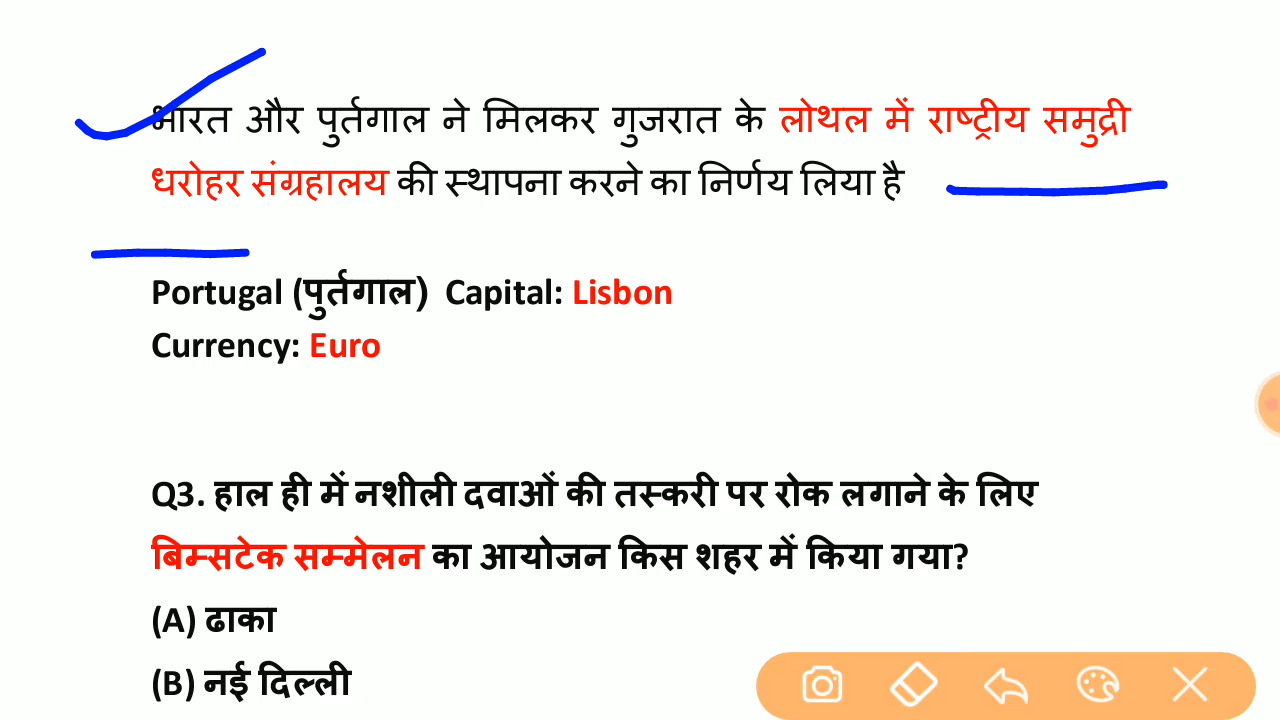 भारत और पुर्तगाल ने मिलकर गुजरात के लोथल में राष्ट्रीय समुद्री
धरोहर संग्रहालय की स्थापना करने का निर्णय लिया है
Portugal (पुर्तगाल) Capital: Lisbon
Currency: Euro
Q3. हाल ही में नशीली दवाओं की तस्करी पर रोक लगाने के लिए
बिम्सटेक सम्मेलन का आयोजन किस शहर में किया गया?
(A) ढाका
(B) नई दिल्ली